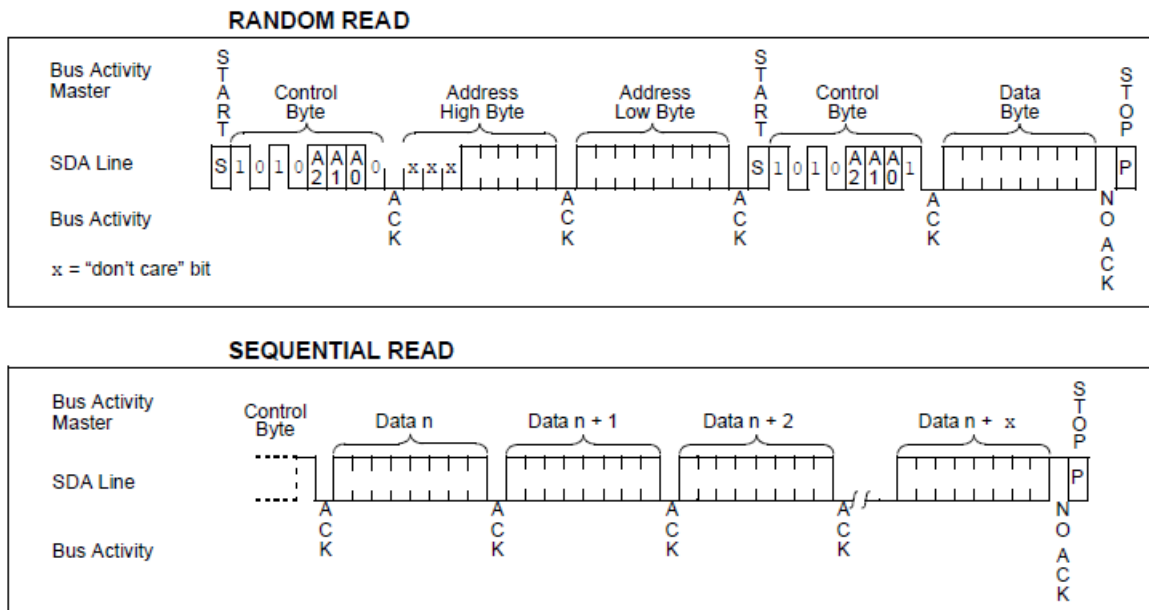 RANDOM READ
Bus Activity
Master
START
Control
Byte
Address
High Byte
Address
Low Byte
START
Control
Byte
Data
Byte
STOP
SDA Line
S 1 0 1 0 A2 A1 A0 0 x x x S 1 0 1 0 A2 A1 A0 1 P
Bus Activity
ACK
ACK
ACK
ACK
NO ACK
x = “don’t care” bit
SEQUENTIAL READ
Bus Activity
Master
Control
Byte
Data n
Data n + 1
Data n + 2
Data n + x
STOP
SDA Line
P
Bus Activity
ACK
ACK
ACK
ACK
NO ACK